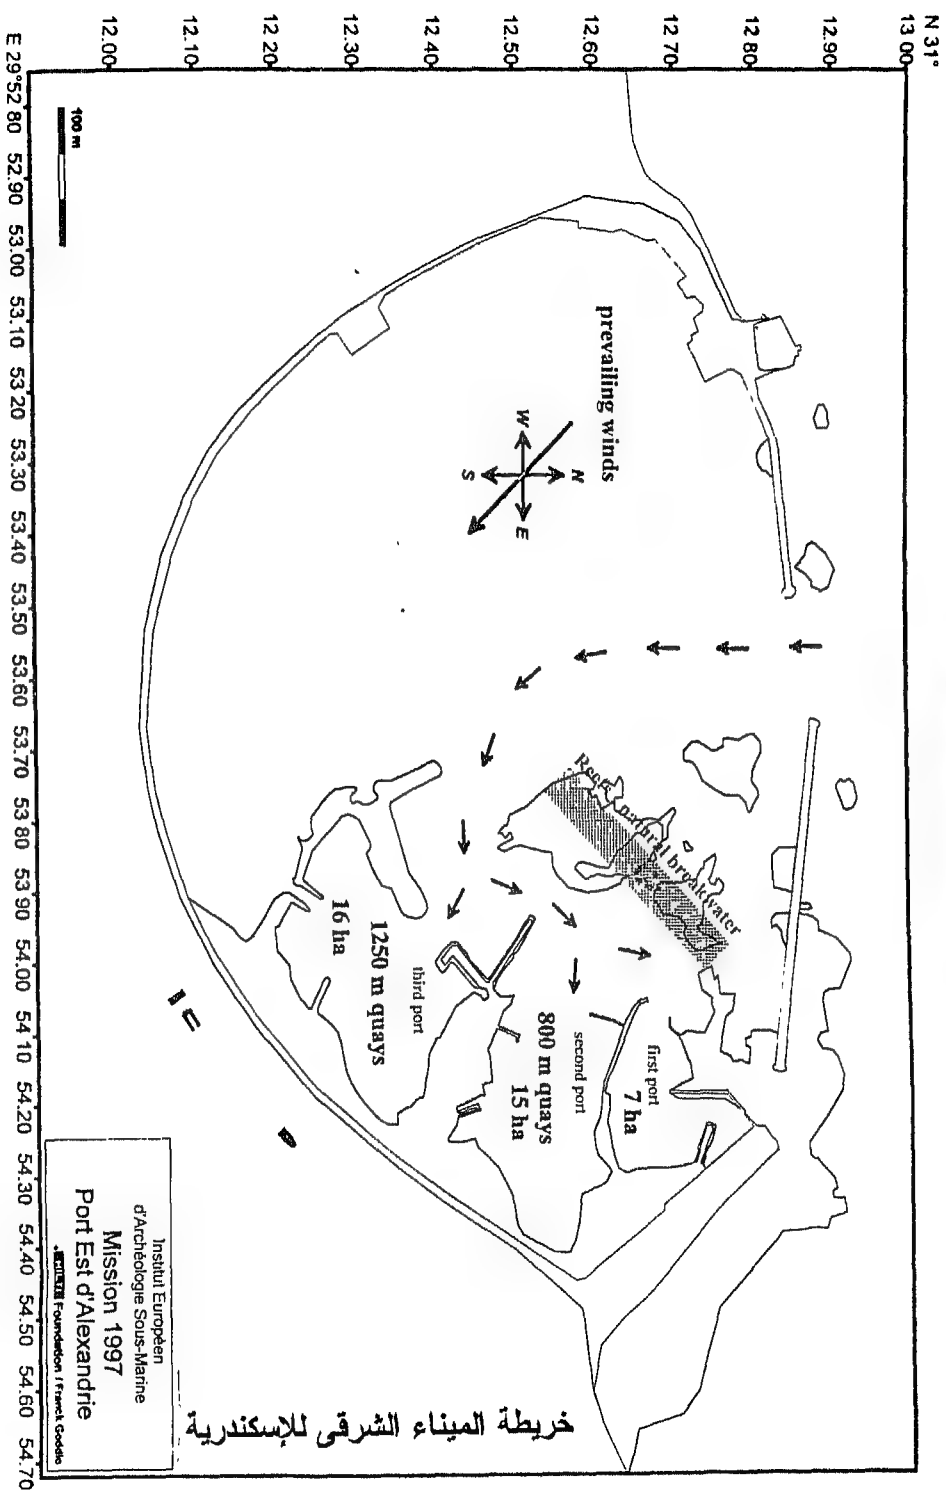 N 31°
13 00
12.90
12 80
12 70
12.60
12.50
12 40
12.30
12.20
12.10
12.00
E 29°52 80 52.90 53.00 53.10 53.20 53.30 53.40 53.50 53.60 53.70 53 80 53 90 54.00 54.10 54.20 54.30 54.40 54.50 54.60 54.70
100 m
prevailing winds
N
W
E
S
natural breakwater
first port
7 ha
second port
800 m quays
15 ha
third port
1250 m quays
16 ha
Institut Européen
d'Archéologie Sous-Marine
Mission 1997
Port Est d'Alexandrie
Foundation / Franck Goddio
خريطة الميناء الشرقى للإسكندرية